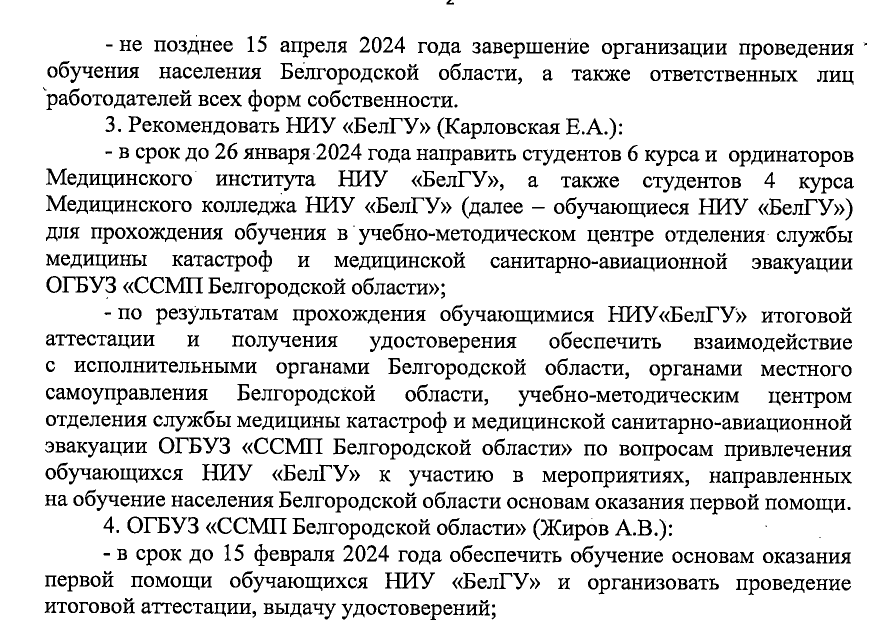 2
- не позднее 15 апреля 2024 года завершение организации проведения
обучения населения Белгородской области, а также ответственных лиц
работодателей всех форм собственности.
3. Рекомендовать НИУ «БелГУ» (Карловская Е.А.):
- в срок до 26 января 2024 года направить студентов 6 курса и ординаторов
Медицинского института НИУ «БелГУ», а также студентов 4 курса
Медицинского колледжа НИУ «БелГУ» (далее – обучающиеся НИУ «БелГУ»)
для прохождения обучения в учебно-методическом центре отделения службы
медицины катастроф и медицинской санитарно-авиационной эвакуации
ОГБУЗ «ССМП Белгородской области»;
- по результатам прохождения обучающимися НИУ«БелГУ» итоговой
аттестации и получения удостоверения обеспечить взаимодействие
с исполнительными органами Белгородской области, органами местного
самоуправления Белгородской области, учебно-методическим центром
отделения службы медицины катастроф и медицинской санитарно-авиационной
эвакуации ОГБУЗ «ССМП Белгородской области» по вопросам привлечения
обучающихся НИУ «БелГУ» к участию в мероприятиях, направленных
на обучение населения Белгородской области основам оказания первой помощи.
4. ОГБУЗ «ССМП Белгородской области» (Жиров А.В.):
- в срок до 15 февраля 2024 года обеспечить обучение основам оказания
первой помощи обучающихся НИУ «БелГУ» и организовать проведение
итоговой аттестации, выдачу удостоверений;